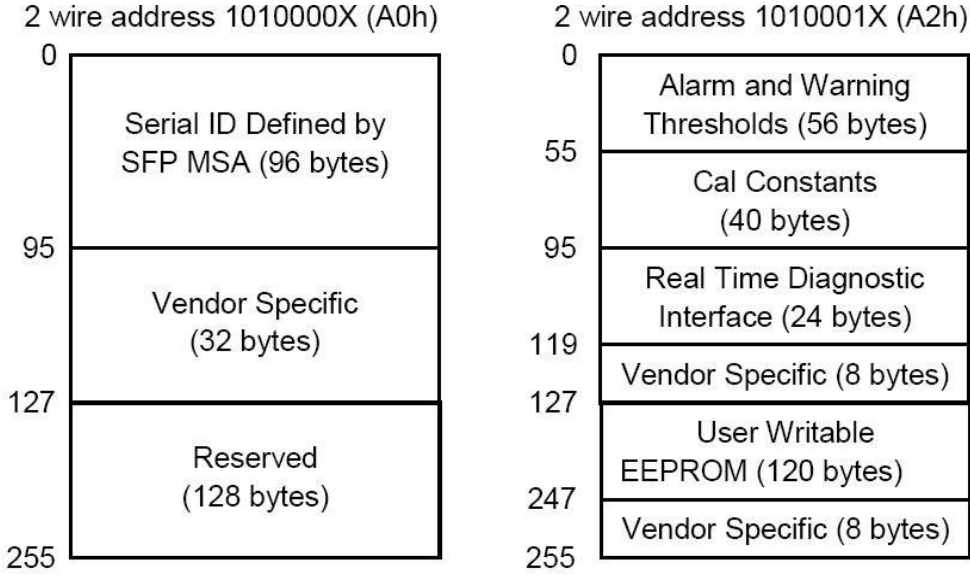 2 wire address 1010000X (A0h)
0
Serial ID Defined by
SFP MSA (96 bytes)
95
Vendor Specific
(32 bytes)
127
Reserved
(128 bytes)
255
2 wire address 1010001X (A2h)
0
Alarm and Warning
Thresholds (56 bytes)
55
Cal Constants
(40 bytes)
95
Real Time Diagnostic
Interface (24 bytes)
119
Vendor Specific (8 bytes)
127
User Writable
EEPROM (120 bytes)
247
Vendor Specific (8 bytes)
255